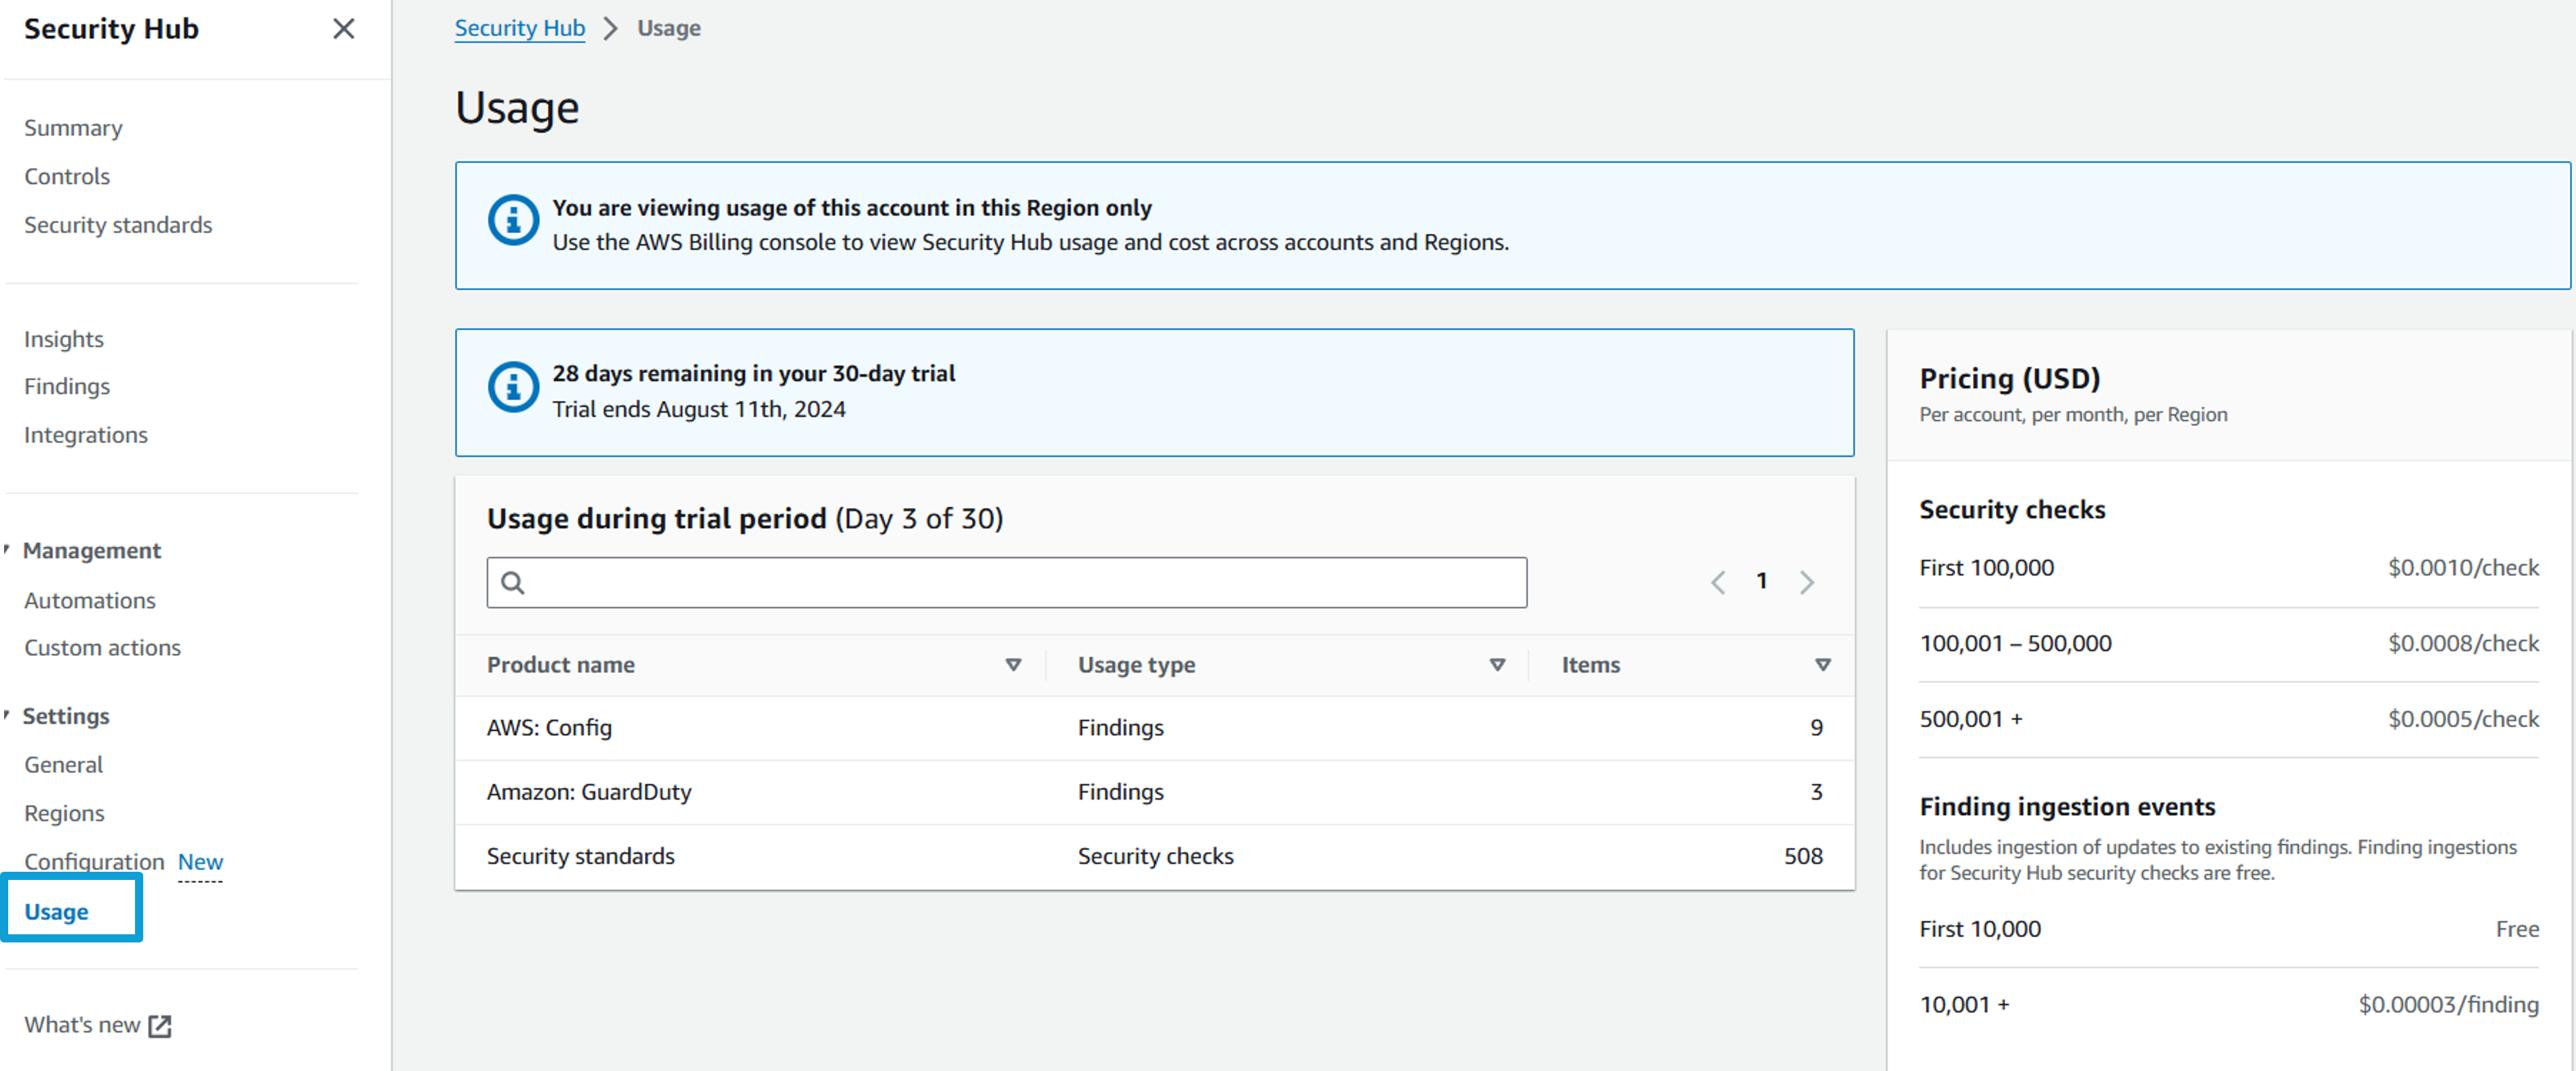 Security Hub
Summary
Controls
Security standards
Insights
Findings
Integrations
Management
Automations
Custom actions
Settings
General
Regions
Configuration New
Usage
What's new
Security Hub > Usage
Usage
You are viewing usage of this account in this Region only
Use the AWS Billing console to view Security Hub usage and cost across accounts and Regions.
28 days remaining in your 30-day trial
Trial ends August 11th, 2024
Usage during trial period (Day 3 of 30)
1
Product name Usage type Items
AWS: Config Findings 9
Amazon: GuardDuty Findings 3
Security standards Security checks 508
Pricing (USD)
Per account, per month, per Region
Security checks
First 100,000 $0.0010/check
100,001 – 500,000 $0.0008/check
500,001 + $0.0005/check
Finding ingestion events
Includes ingestion of updates to existing findings. Finding ingestions
for Security Hub security checks are free.
First 10,000 Free
10,001 + $0.00003/finding